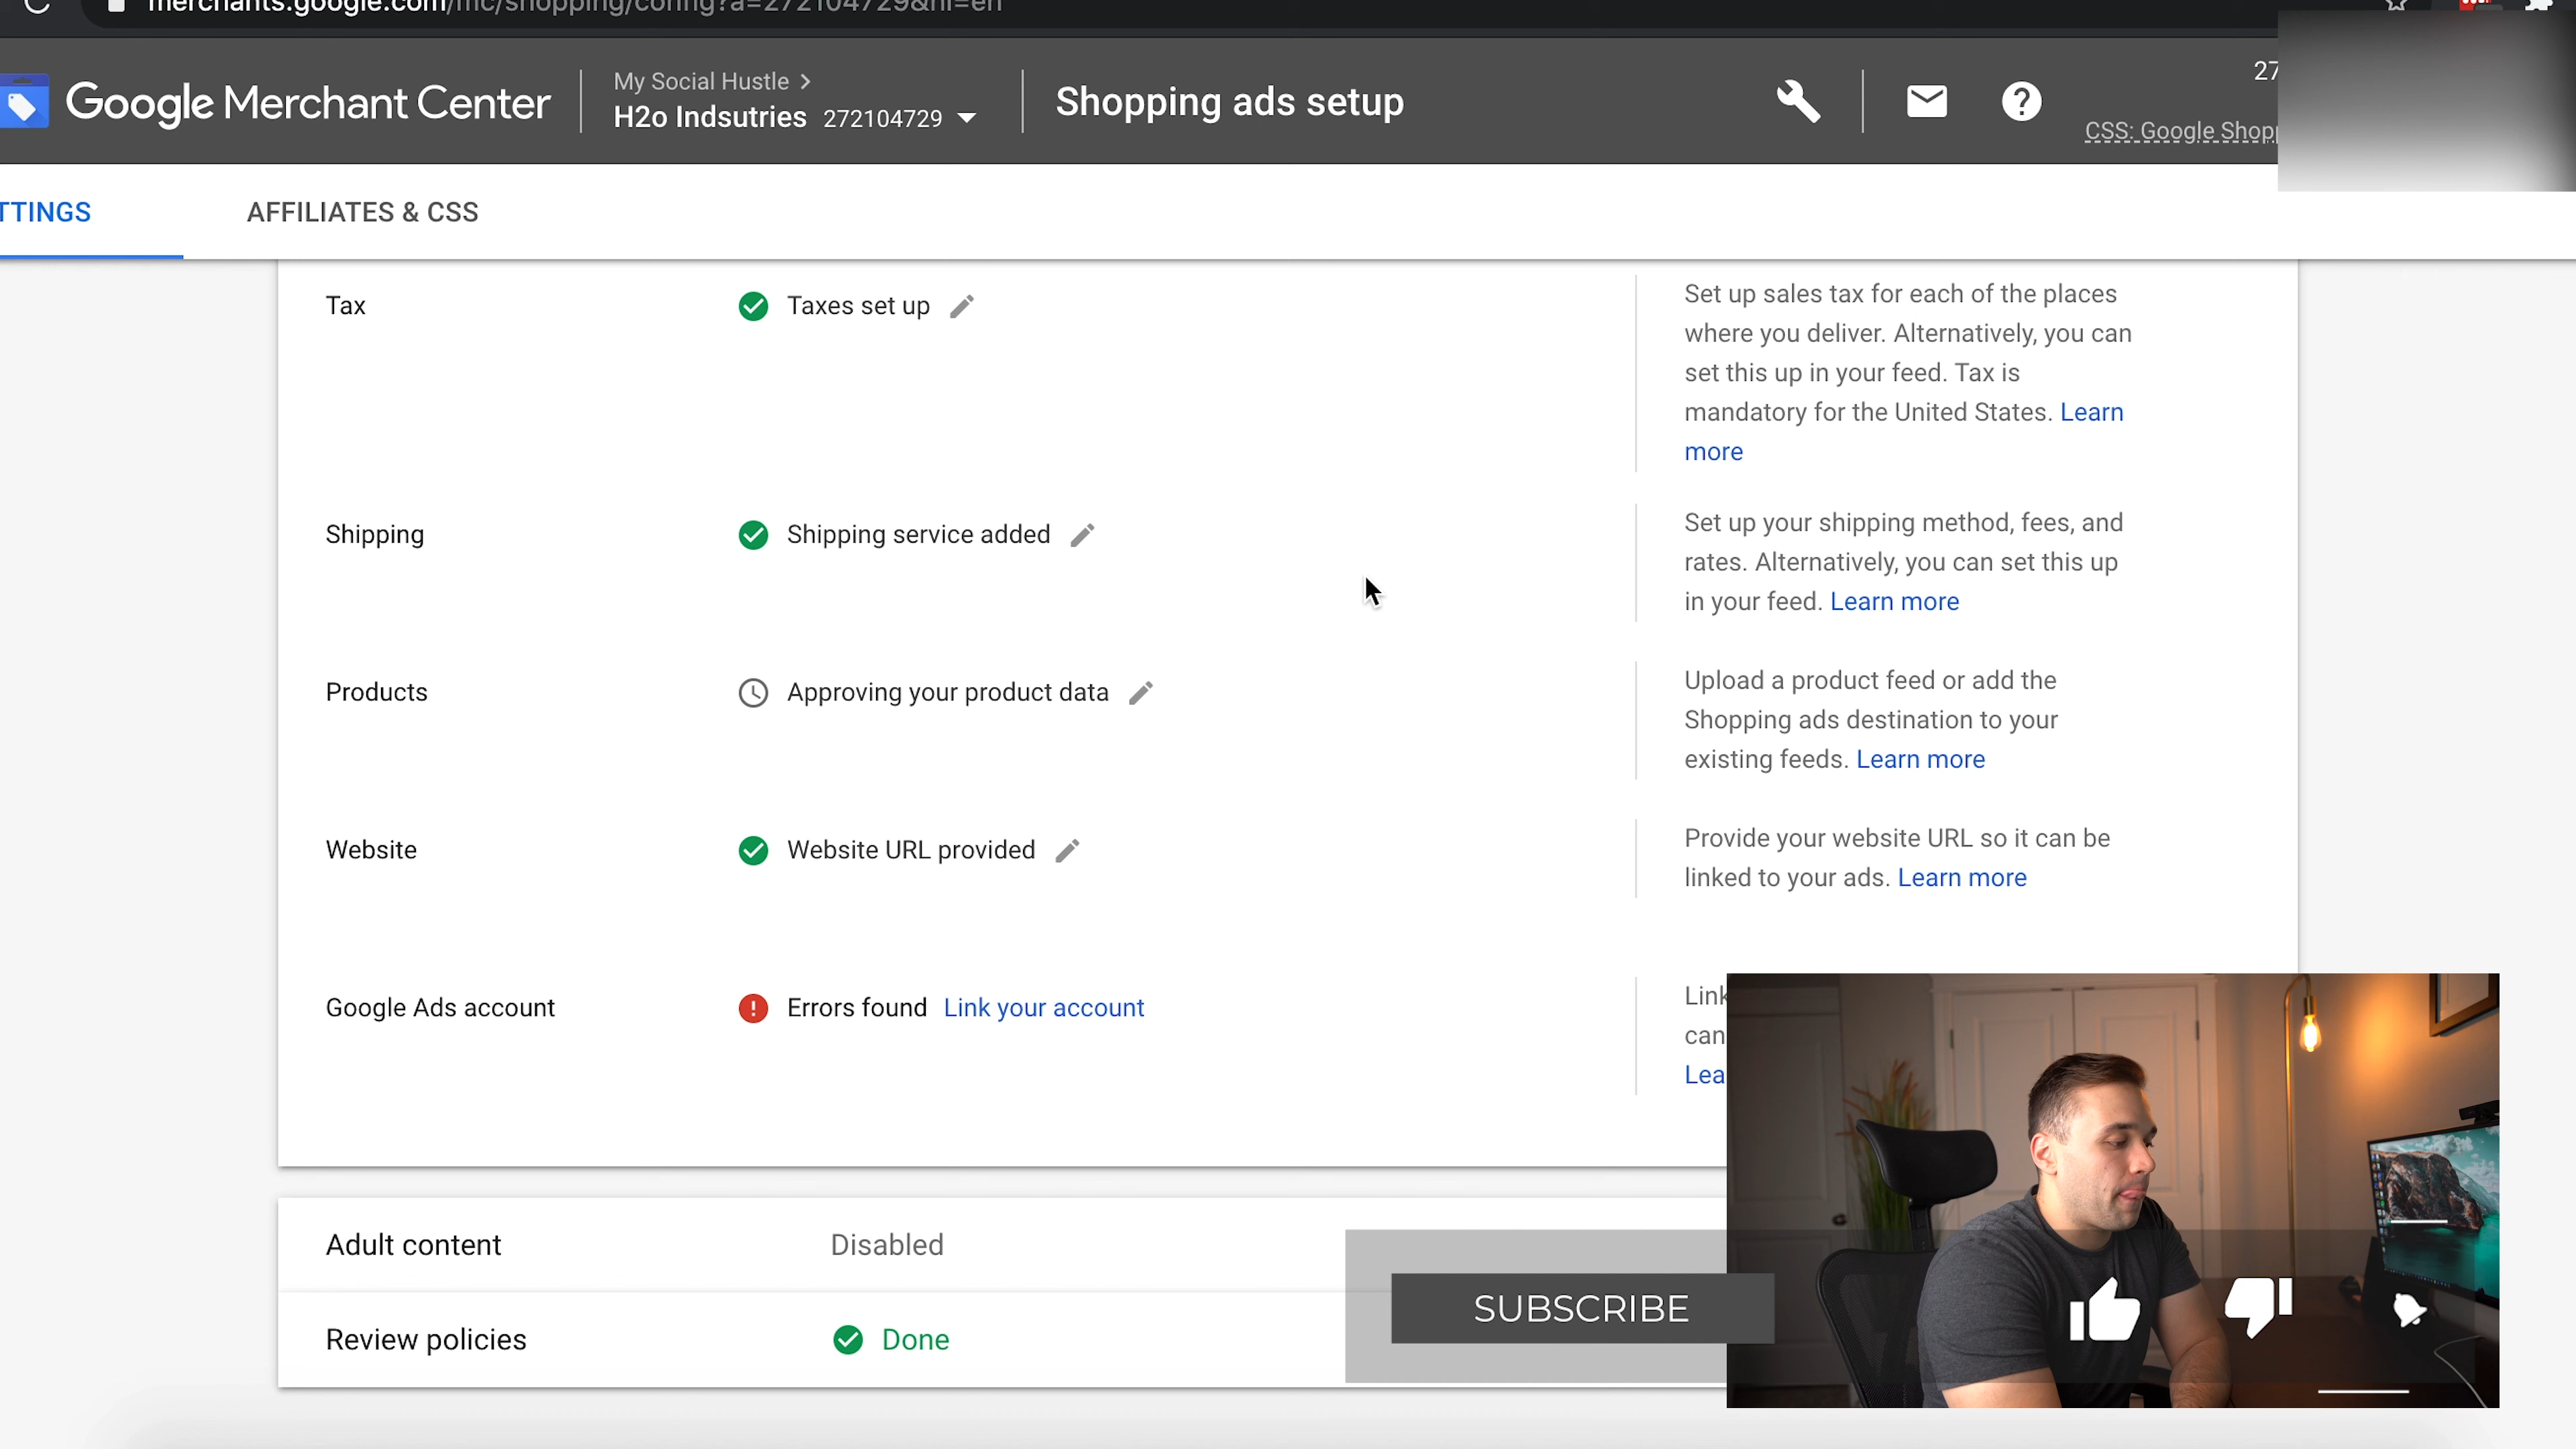 merchants.google.com/mc/shopping/config?a=272104729&hl=en
Google Merchant Center
My Social Hustle >
H2o Indsutries 272104729
Shopping ads setup
27
CSS: Google Shopp
TTINGS
AFFILIATES & CSS
Tax
Taxes set up
Set up sales tax for each of the places
where you deliver. Alternatively, you can
set this up in your feed. Tax is
mandatory for the United States. Learn
more
Shipping
Shipping service added
Set up your shipping method, fees, and
rates. Alternatively, you can set this up
in your feed. Learn more
Products
Approving your product data
Upload a product feed or add the
Shopping ads destination to your
existing feeds. Learn more
Website
Website URL provided
Provide your website URL so it can be
linked to your ads. Learn more
Google Ads account
Errors found Link your account
Link
can
Lea
Adult content
Disabled
Review policies
Done
SUBSCRIBE